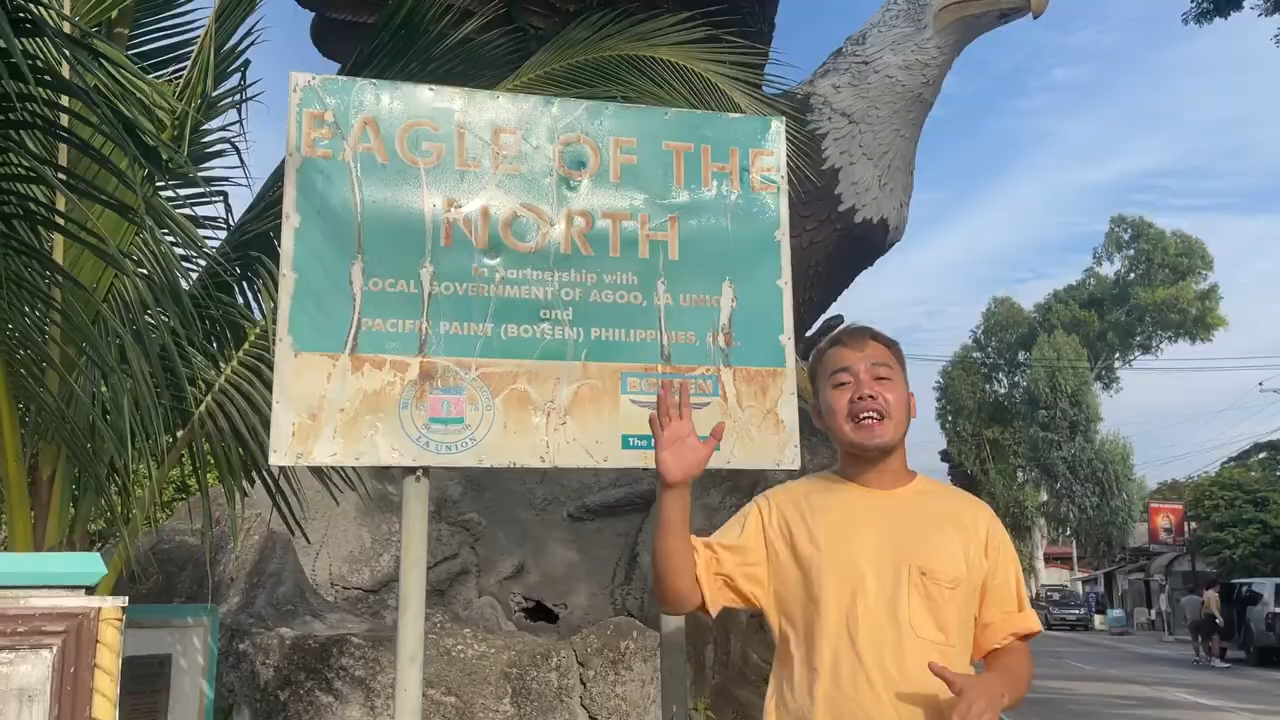 EAGLE OF THE
NORTH
In partnership with
LOCAL GOVERNMENT OF AGOO, LA UNION
and
PACIFIC PAINT (BOYSEN) PHILIPPINES,
BOYSEN
The
LA UNION